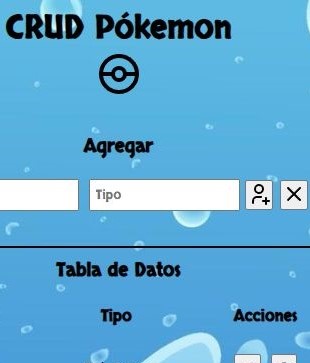 CRUD Pókemon
Agregar
Tipo
Tabla de Datos
Tipo Acciones